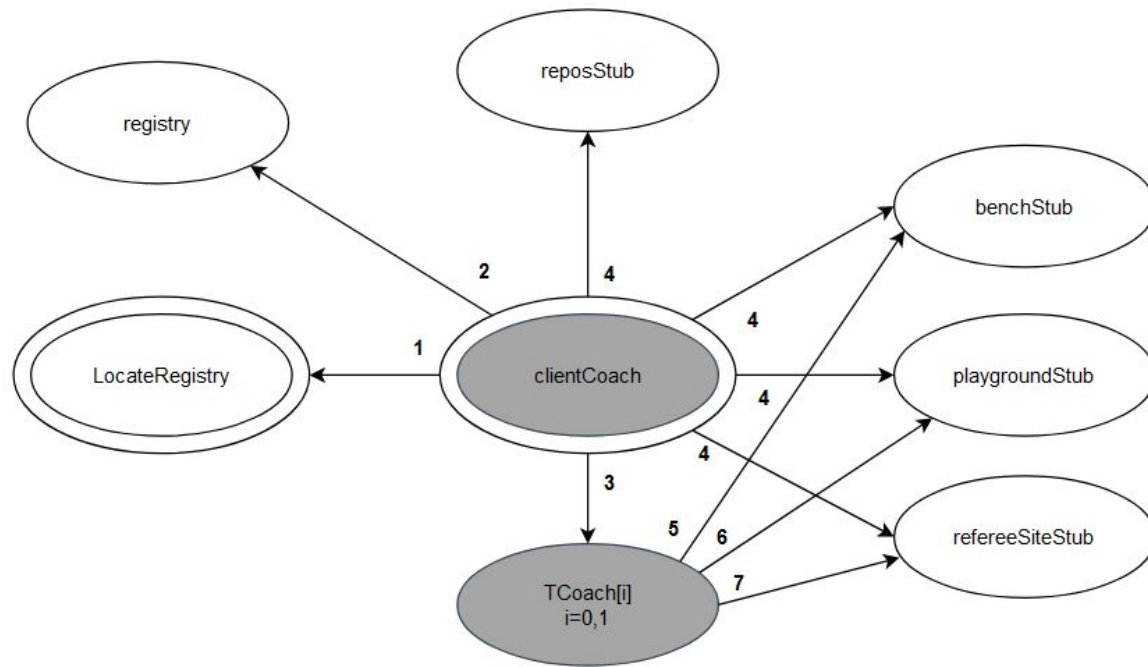 reposStub
registry
benchStub
2
4
4
1
LocateRegistry
clientCoach
playgroundStub
4
4
3
5
6
refereeSiteStub
7
TCoach[i]
i=0,1